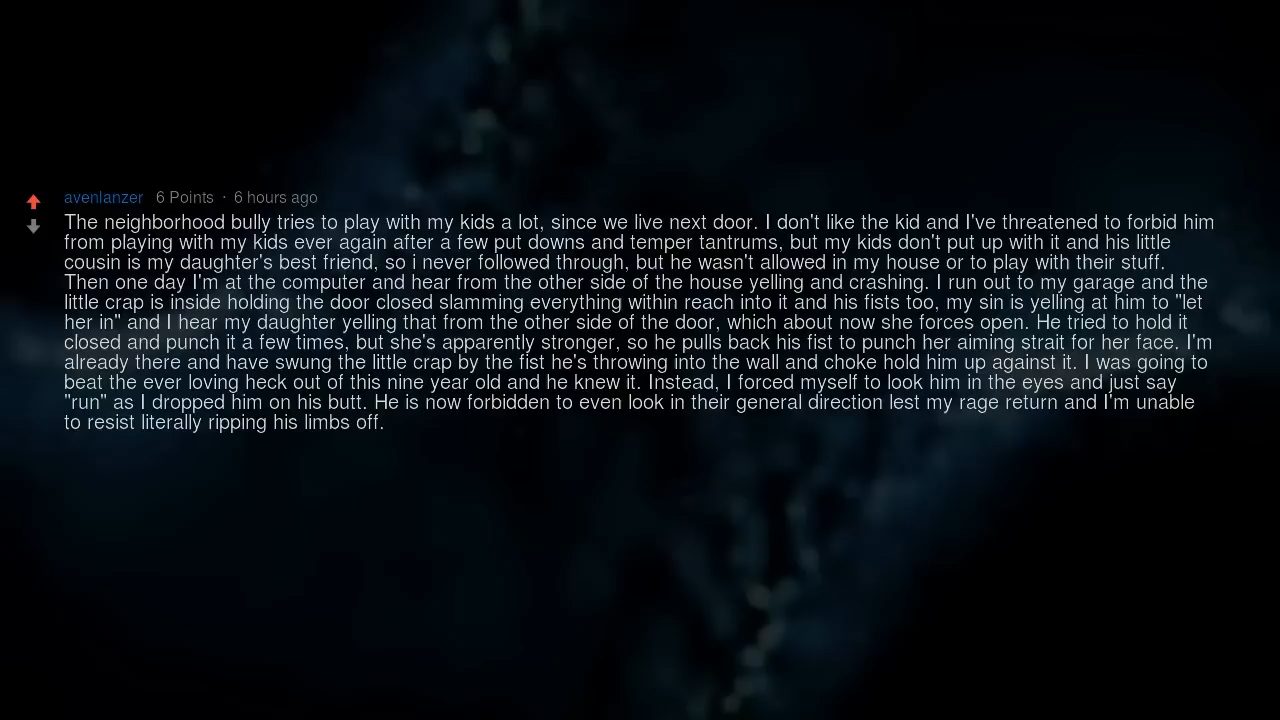 avenlanzer 6 Points · 6 hours ago
The neighborhood bully tries to play with my kids a lot, since we live next door. I don't like the kid and I've threatened to forbid him
from playing with my kids ever again after a few put downs and temper tantrums, but my kids don't put up with it and his little
cousin is my daughter's best friend, so i never followed through, but he wasn't allowed in my house or to play with their stuff.
Then one day I'm at the computer and hear from the other side of the house yelling and crashing. I run out to my garage and the
little crap is inside holding the door closed slamming everything within reach into it and his fists too, my sin is yelling at him to "let
her in" and I hear my daughter yelling that from the other side of the door, which about now she forces open. He tried to hold it
closed and punch it a few times, but she's apparently stronger, so he pulls back his fist to punch her aiming strait for her face. I'm
already there and have swung the little crap by the fist he's throwing into the wall and choke hold him up against it. I was going to
beat the ever loving heck out of this nine year old and he knew it. Instead, I forced myself to look him in the eyes and just say
"run" as I dropped him on his butt. He is now forbidden to even look in their general direction lest my rage return and I'm unable
to resist literally ripping his limbs off.